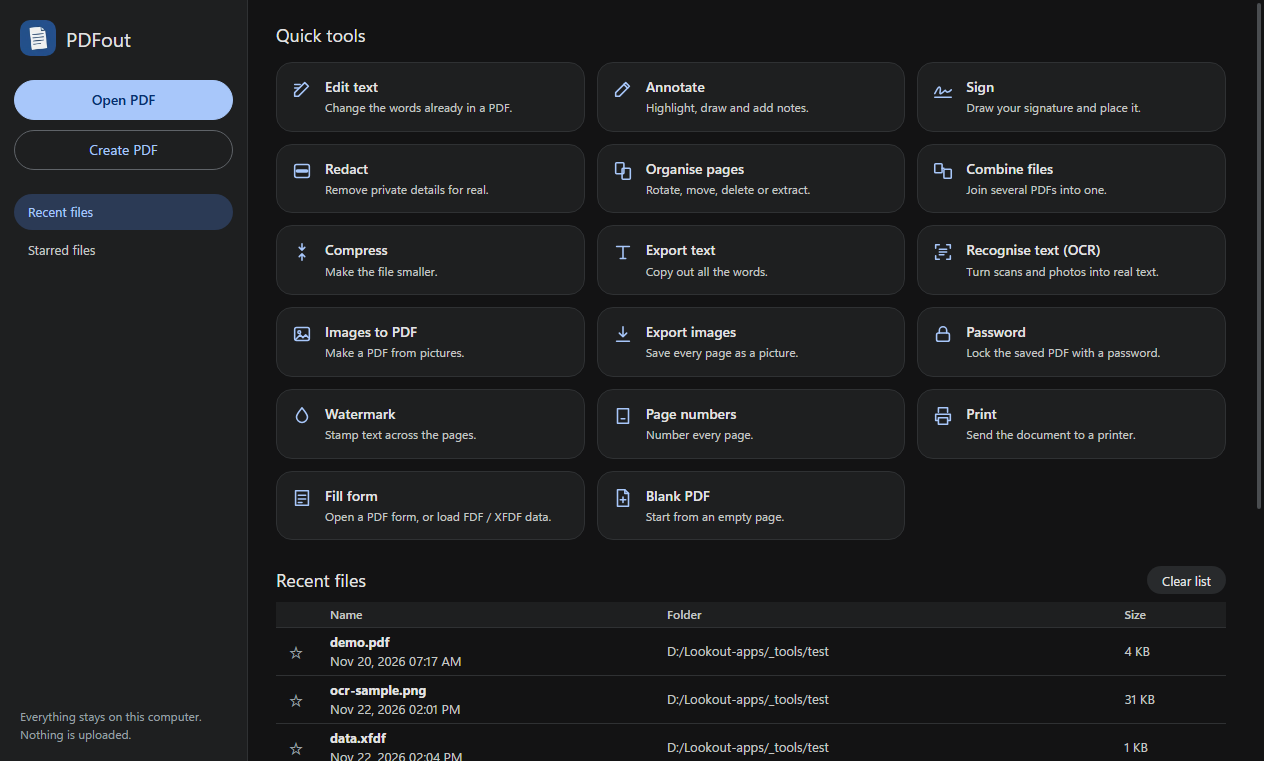 PDFout
Open PDF
Create PDF
Recent files
Starred files
Everything stays on this computer.
Nothing is uploaded.
Quick tools
Edit text
Change the words already in a PDF.
Annotate
Highlight, draw and add notes.
Sign
Draw your signature and place it.
Redact
Remove private details for real.
Organise pages
Rotate, move, delete or extract.
Combine files
Join several PDFs into one.
Compress
Make the file smaller.
Export text
Copy out all the words.
Recognise text (OCR)
Turn scans and photos into real text.
Images to PDF
Make a PDF from pictures.
Export images
Save every page as a picture.
Password
Lock the saved PDF with a password.
Watermark
Stamp text across the pages.
Page numbers
Number every page.
Print
Send the document to a printer.
Fill form
Open a PDF form, or load FDF / XFDF data.
Blank PDF
Start from an empty page.
Recent files
Clear list
Name Folder Size
demo.pdf
Nov 20, 2026 07:17 AM
D:/Lookout-apps/_tools/test
4 KB
ocr-sample.png
Nov 22, 2026 02:01 PM
D:/Lookout-apps/_tools/test
31 KB
data.xfdf
Nov 22, 2026 02:04 PM
D:/Lookout-apps/_tools/test
1 KB